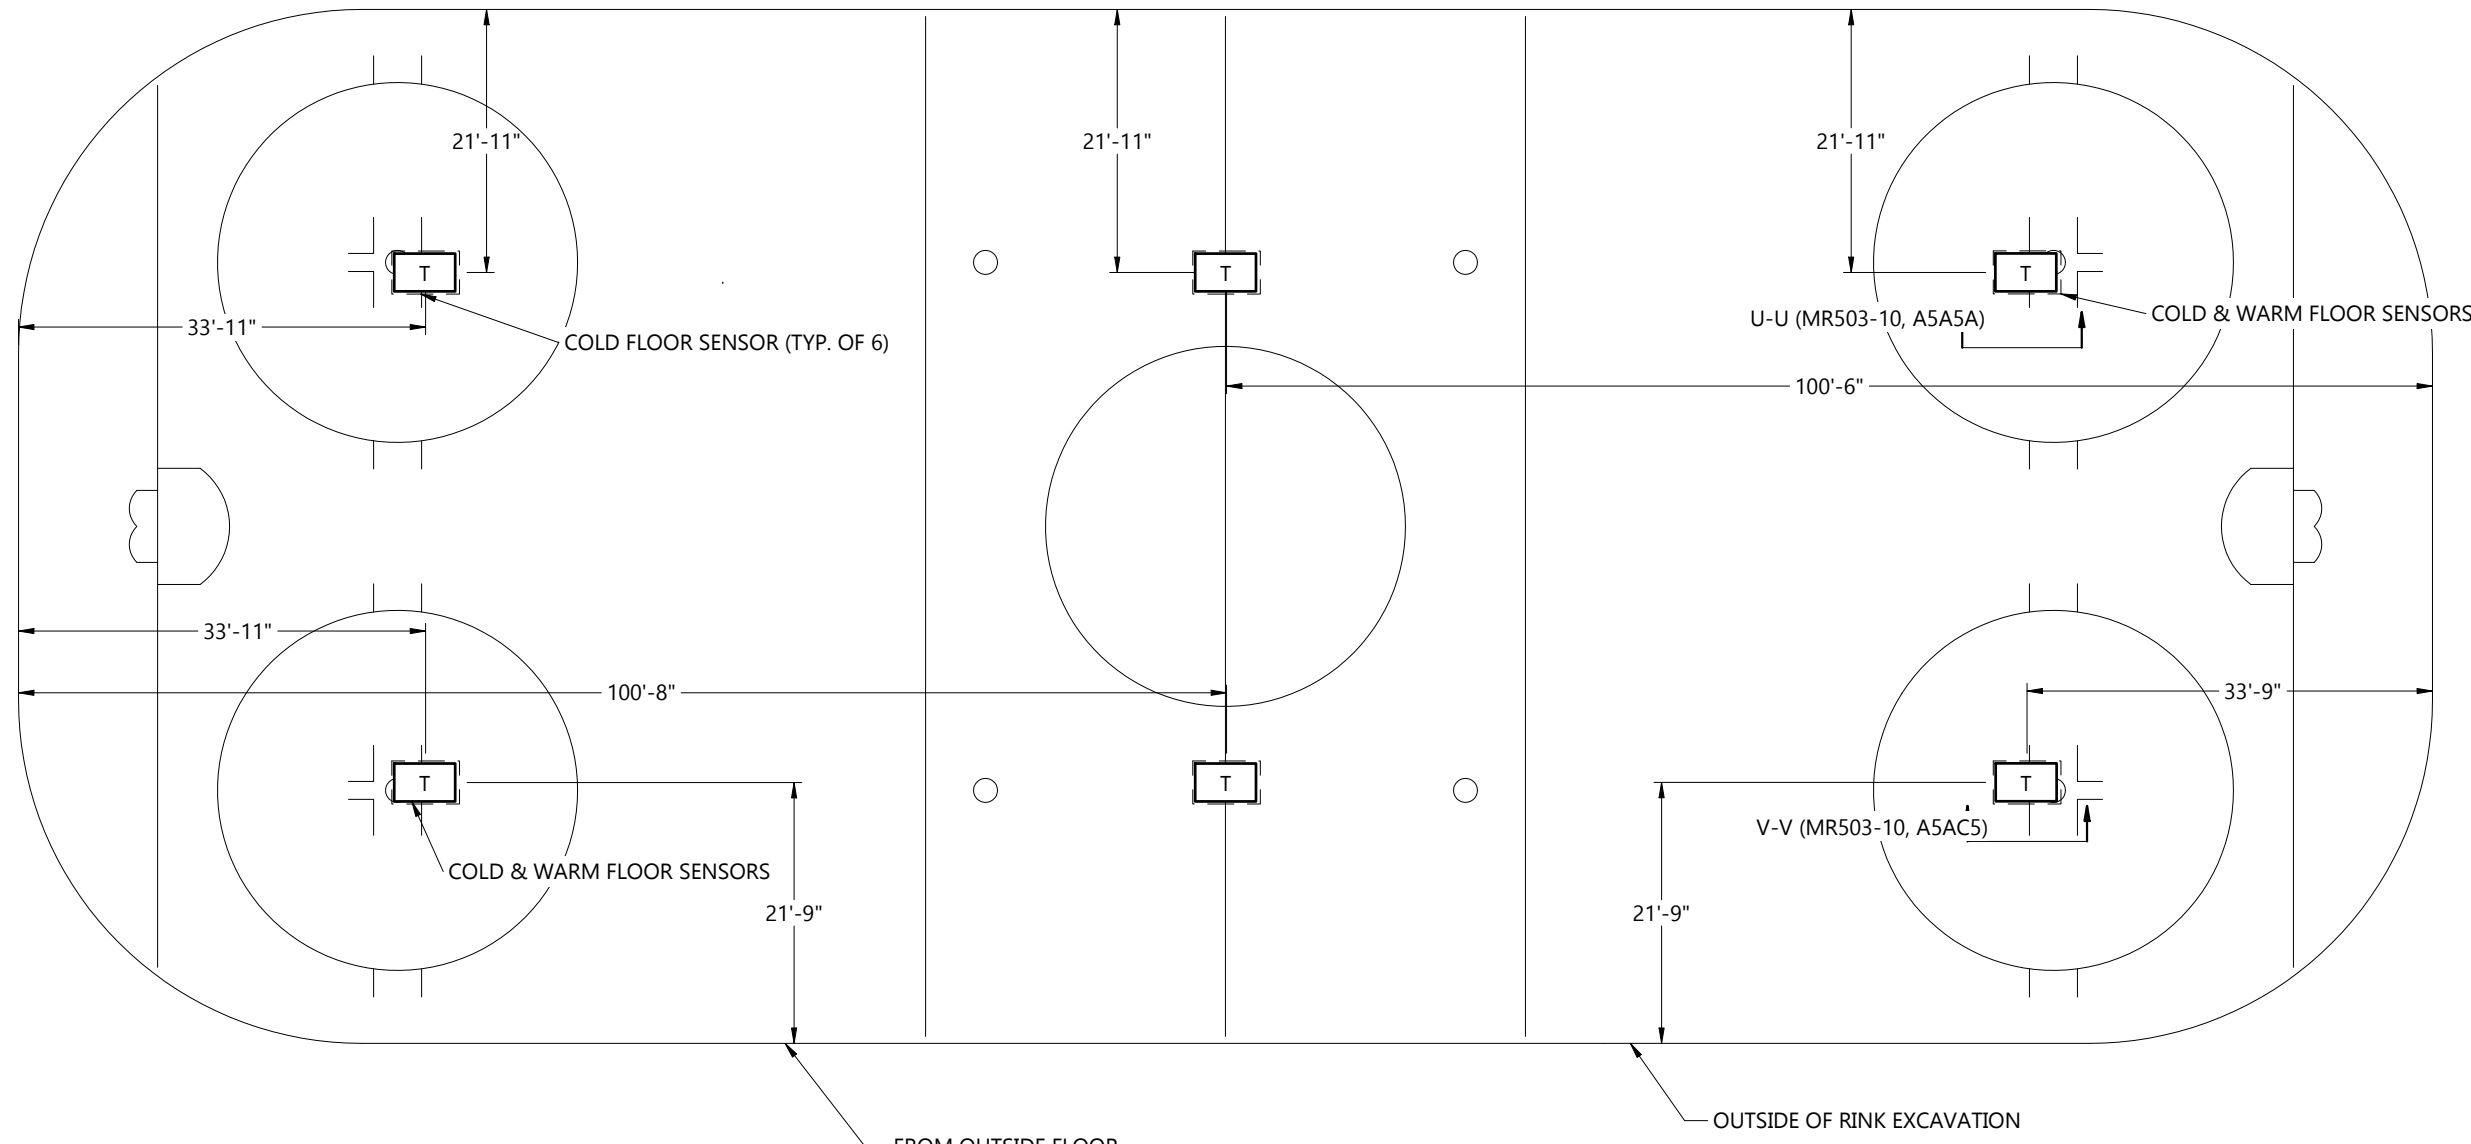 21'-11"
21'-11"
21'-11"
T
T
T
33'-11"
COLD FLOOR SENSOR (TYP. OF 6)
U-U (MR503-10, A5A5A)
COLD & WARM FLOOR SENSORS
100'-6"
33'-11"
100'-8"
33'-9"
T
T
T
V-V (MR503-10, A5AC5)
COLD & WARM FLOOR SENSORS
21'-9"
21'-9"
OUTSIDE OF RINK EXCAVATION
FROM OUTSIDE FLOOR